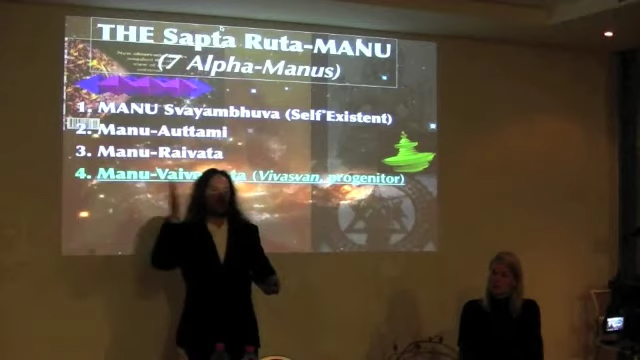 THE Sapta Ruta-MANU
(7 Alpha-Manus)
1. MANU Svayambhuva (Self Existent)
2. Manu-Auttami
3. Manu-Raivata
4. Manu-Vaiv ta (Vivasvan, progenitor)